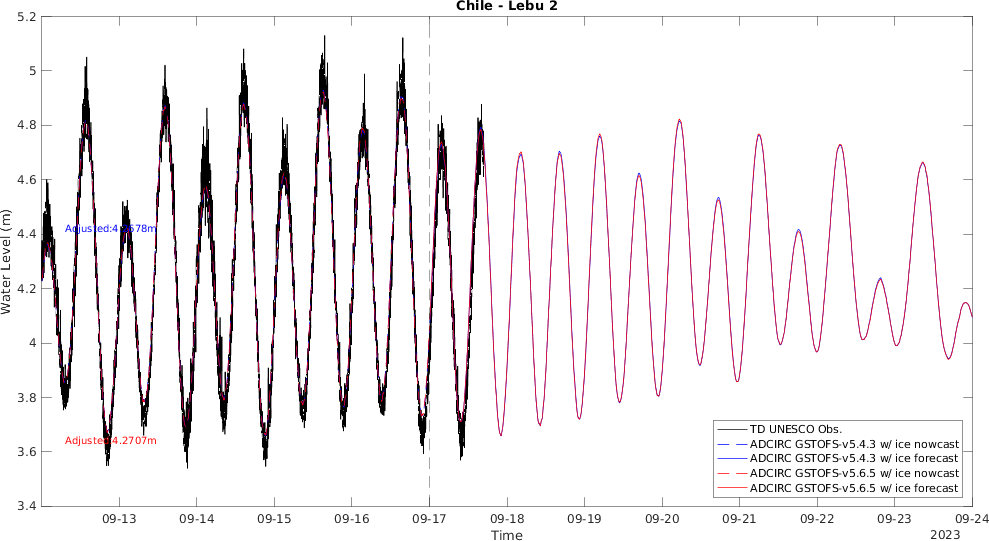 Chile - Lebu 2
5.2
5
4.8
4.6
4.4
4.2
4
3.8
3.6
3.4
Water Level (m)
Adjusted:4.2678m
Adjusted:4.2707m
TD UNESCO Obs.
ADCIRC GSTOFS-v5.4.3 w/ ice nowcast
ADCIRC GSTOFS-v5.4.3 w/ ice forecast
ADCIRC GSTOFS-v5.6.5 w/ ice nowcast
ADCIRC GSTOFS-v5.6.5 w/ ice forecast
09-13 09-14 09-15 09-16 09-17 09-18 09-19 09-20 09-21 09-22 09-23 09-24
Time
2023